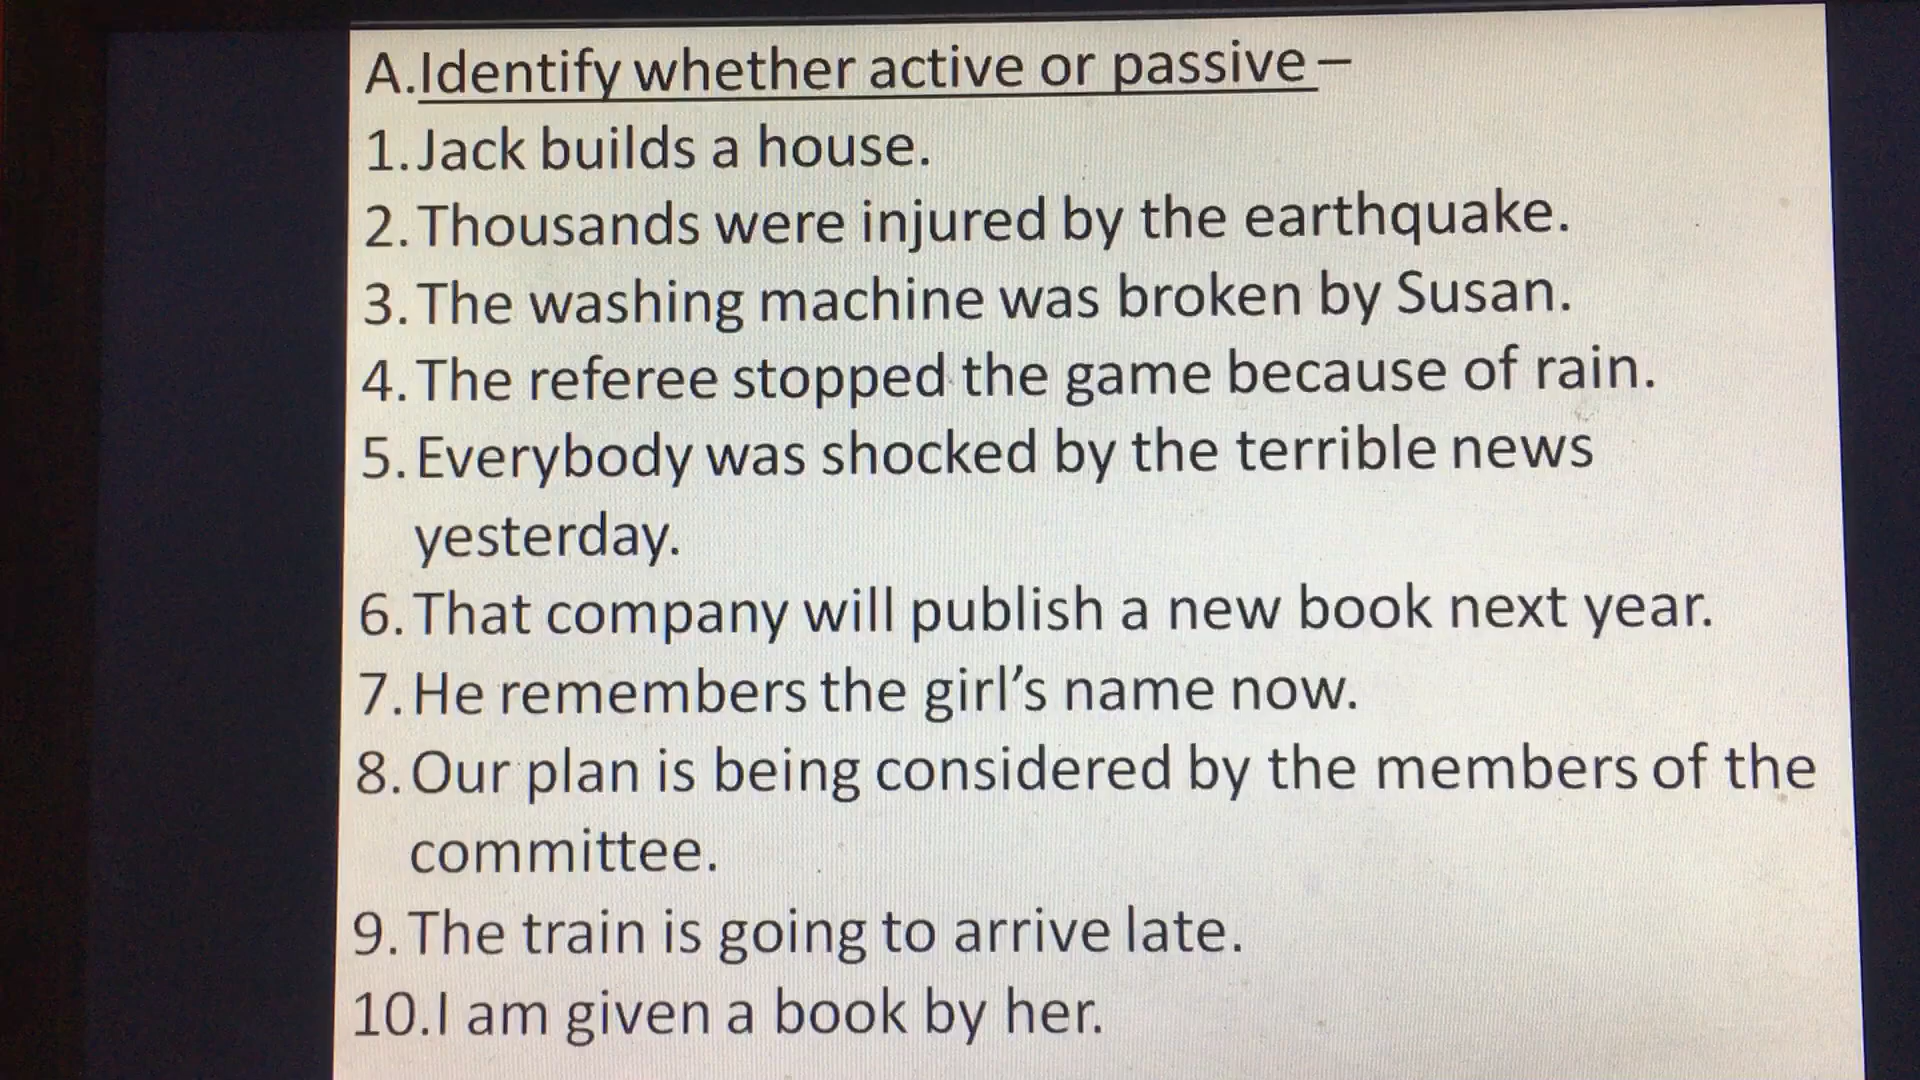 A.Identify whether active or passive –
1. Jack builds a house.
2. Thousands were injured by the earthquake.
3. The washing machine was broken by Susan.
4. The referee stopped the game because of rain.
5. Everybody was shocked by the terrible news
yesterday.
6. That company will publish a new book next year.
7. He remembers the girl’s name now.
8. Our plan is being considered by the members of the
committee.
9. The train is going to arrive late.
10.I am given a book by her.